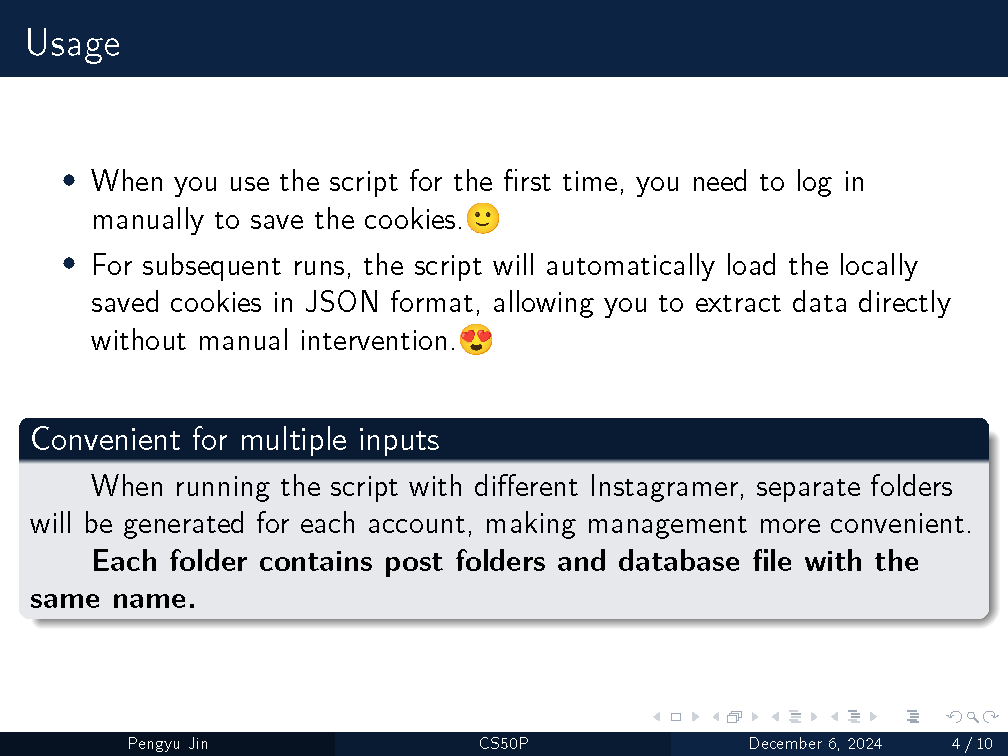 Usage
• When you use the script for the first time, you need to log in
manually to save the cookies.🙂
• For subsequent runs, the script will automatically load the locally
saved cookies in JSON format, allowing you to extract data directly
without manual intervention.😍
Convenient for multiple inputs
When running the script with different Instagramer, separate folders
will be generated for each account, making management more convenient.
Each folder contains post folders and database file with the
same name.
Pengyu Jin CS50P December 6, 2024 4 / 10